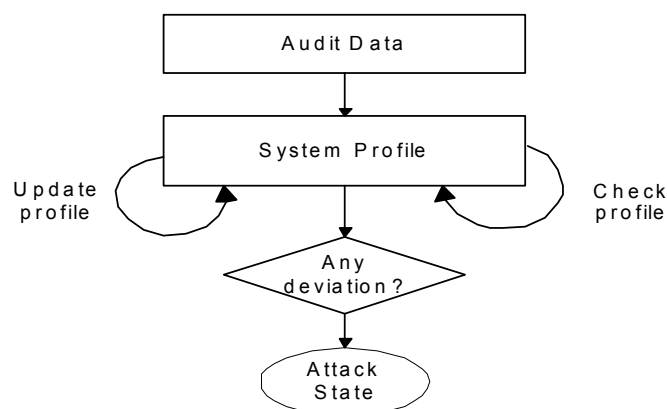 Audit Data
System Profile
Update
profile
Check
profile
Any
deviation?
Attack
State